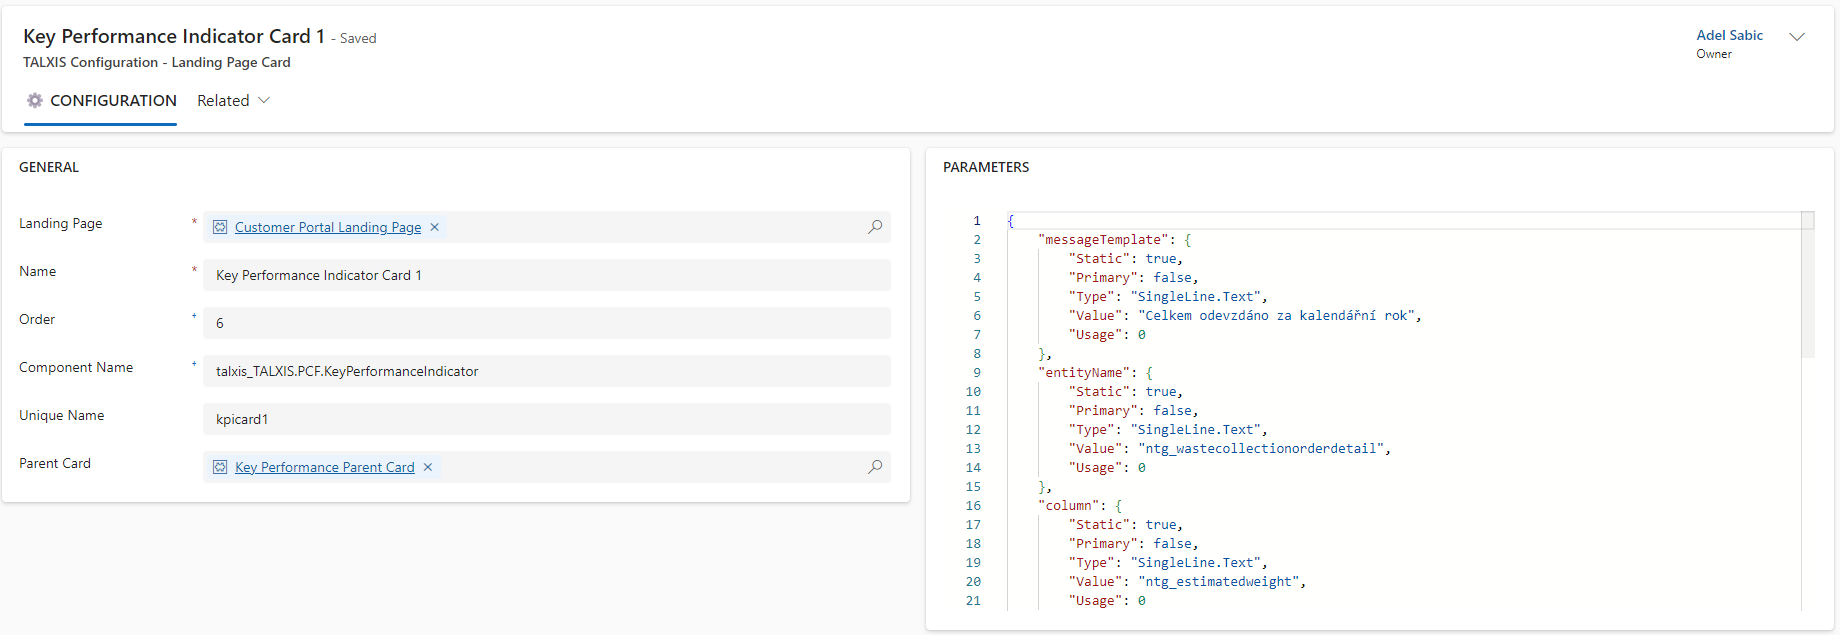 Key Performance Indicator Card 1 - Saved
TALXIS Configuration - Landing Page Card
Adel Sabic
Owner
CONFIGURATION Related
GENERAL
Landing Page * Customer Portal Landing Page ×
Name * Key Performance Indicator Card 1
Order + 6
Component Name + talxis_TALXIS.PCF.KeyPerformanceIndicator
Unique Name kpicard1
Parent Card Key Performance Parent Card ×
PARAMETERS
1 {
2 "messageTemplate": {
3 "Static": true,
4 "Primary": false,
5 "Type": "SingleLine.Text",
6 "Value": "Celkem odevzdáno za kalendářní rok",
7 "Usage": 0
8 },
9 "entityName": {
10 "Static": true,
11 "Primary": false,
12 "Type": "SingleLine.Text",
13 "Value": "ntg_wastecollectionorderdetail",
14 "Usage": 0
15 },
16 "column": {
17 "Static": true,
18 "Primary": false,
19 "Type": "SingleLine.Text",
20 "Value": "ntg_estimatedweight",
21 "Usage": 0